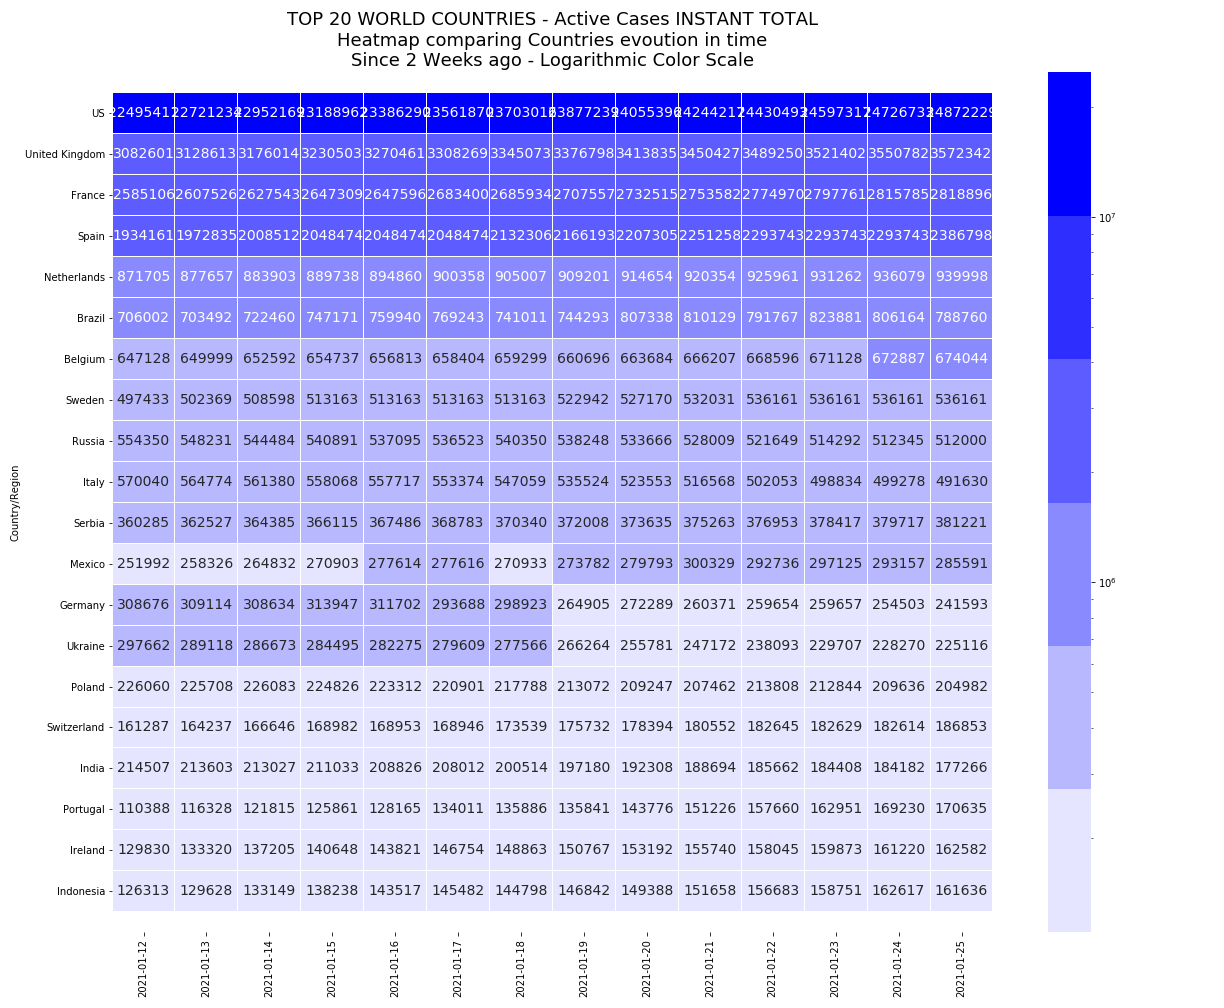 TOP 20 WORLD COUNTRIES - Active Cases INSTANT TOTAL
Heatmap comparing Countries evoution in time
Since 2 Weeks ago - Logarithmic Color Scale
Country/Region
US 24872229
United Kingdom 3082601 3128613 3176014 3230503 3270461 3308269 3345073 3376798 3413835 3450427 3489250 3521402 3550782 3572342
France 2585106 2607526 2627543 2647309 2647596 2683400 2685934 2707557 2732515 2753582 2774970 2797761 2815785 2818896
Spain 1934161 1972835 2008512 2048474 2048474 2048474 2132306 2166193 2207305 2251258 2293743 2293743 2293743 2386798
Netherlands 871705 877657 883903 889738 894860 900358 905007 909201 914654 920354 925961 931262 936079 939998
Brazil 706002 703492 722460 747171 759940 769243 741011 744293 807338 810129 791767 823881 806164 788760
Belgium 647128 649999 652592 654737 656813 658404 659299 660696 663684 666207 668596 671128 672887 674044
Sweden 497433 502369 508598 513163 513163 513163 513163 522942 527170 532031 536161 536161 536161 536161
Russia 554350 548231 544484 540891 537095 536523 540350 538248 533666 528009 521649 514292 512345 512000
Italy 570040 564774 561380 558068 557717 553374 547059 535524 523553 516568 502053 498834 499278 491630
Serbia 360285 362527 364385 366115 367486 368783 370340 372008 373635 375263 376953 378417 379717 381221
Mexico 251992 258326 264832 270903 277614 277616 270933 273782 279793 300329 292736 297125 293157 285591
Germany 308676 309114 308634 313947 311702 293688 298923 264905 272289 260371 259654 259657 254503 241593
Ukraine 297662 289118 286673 284495 282275 279609 277566 266264 255781 247172 238093 229707 228270 225116
Poland 226060 225708 226083 224826 223312 220901 217788 213072 209247 207462 213808 212844 209636 204982
Switzerland 161287 164237 166646 168982 168953 168946 173539 175732 178394 180552 182645 182629 182614 186853
India 214507 213603 213027 211033 208826 208012 200514 197180 192308 188694 185662 184408 184182 177266
Portugal 110388 116328 121815 125861 128165 134011 135886 135841 143776 151226 157660 162951 169230 170635
Ireland 129830 133320 137205 140648 143821 146754 148863 150767 153192 155740 158045 159873 161220 162582
Indonesia 126313 129628 133149 138238 143517 145482 144798 146842 149388 151658 156683 158751 162617 161636
2021-01-12 2021-01-13 2021-01-14 2021-01-15 2021-01-16 2021-01-17 2021-01-18 2021-01-19 2021-01-20 2021-01-21 2021-01-22 2021-01-23 2021-01-24 2021-01-25
10⁷
10⁶